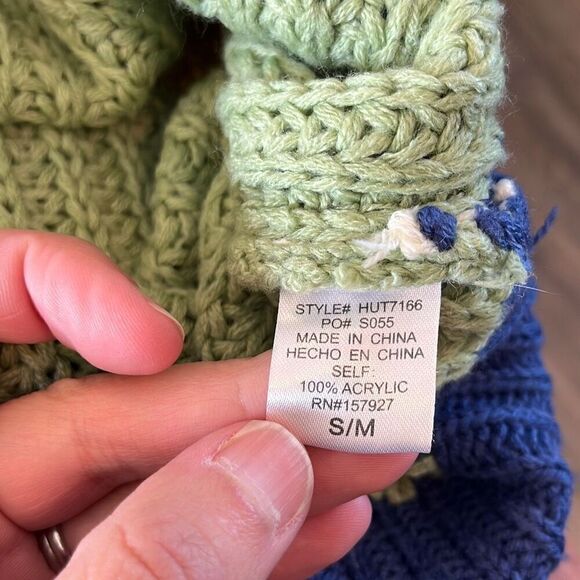 STYLE# HUT7166
PO# S055
MADE IN CHINA
HECHO EN CHINA
SELF:
100% ACRYLIC
RN#157927
S/M